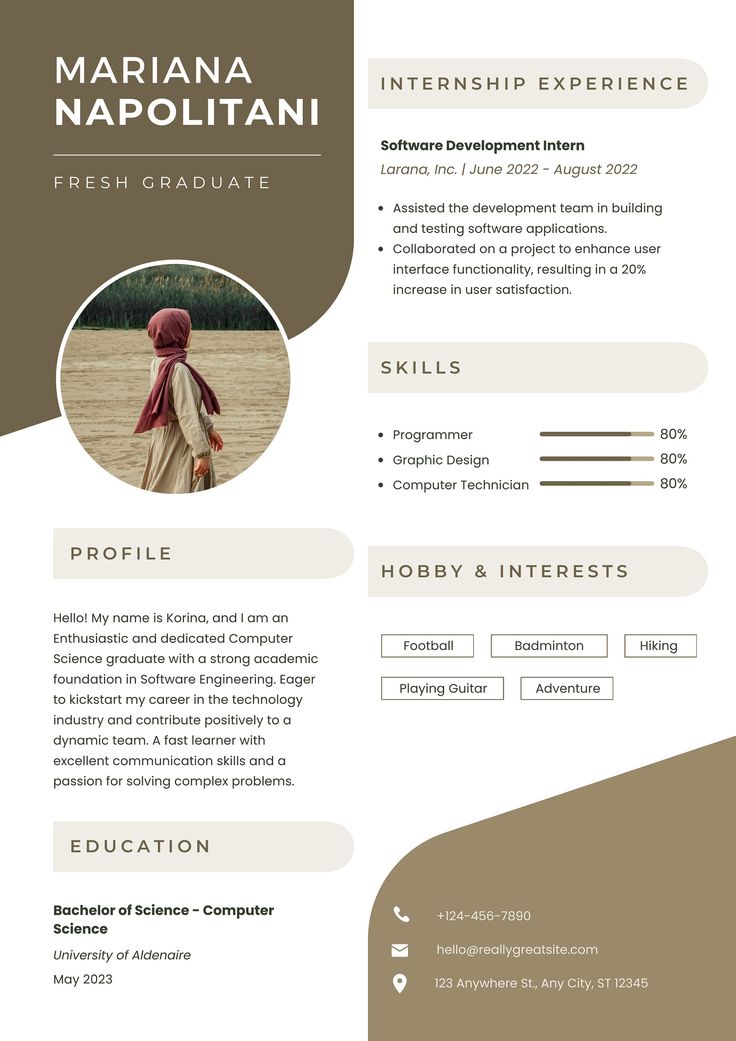 MARIANA
NAPOLITANI
FRESH GRADUATE
PROFILE
Hello! My name is Korina, and I am an
Enthusiastic and dedicated Computer
Science graduate with a strong academic
foundation in Software Engineering. Eager
to kickstart my career in the technology
industry and contribute positively to a
dynamic team. A fast learner with
excellent communication skills and a
passion for solving complex problems.
EDUCATION
Bachelor of Science - Computer
Science
University of Aldenaire
May 2023
INTERNSHIP EXPERIENCE
Software Development Intern
Larana, Inc. | June 2022 - August 2022
• Assisted the development team in building
and testing software applications.
• Collaborated on a project to enhance user
interface functionality, resulting in a 20%
increase in user satisfaction.
SKILLS
• Programmer 80%
• Graphic Design 80%
• Computer Technician 80%
HOBBY & INTERESTS
Football Badminton Hiking
Playing Guitar Adventure
+124-456-7890
hello@reallygreatsite.com
123 Anywhere St., Any City, ST 12345